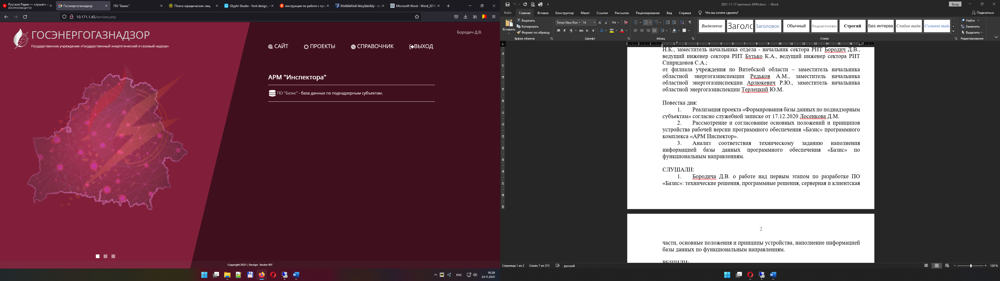 Русское Радио — слушать о
ВОСПРОИЗВОДИТСЯ
Госэнергогазнадзор
ПО "Базис"
Поиск юридических лиц
Glyphr Studio - font design,
инструкция по работе с про
Microsoft Word - Word_2010.
10.171.1.45/services.php
ГОСЭНЕРГОГАЗНАДЗОР
Государственное учреждение «Государственный энергетический и газовый надзор»
Бородич Д.В.
САЙТ
ПРОЕКТЫ
СПРАВОЧНИК
ВЫХОД
АРМ "Инспектора"
ПО "Базис" - база данных по поднадзорным субъектам.
Copyright 2021 | Design: Sector RIT
РУС
16:28
24.11.2021
2021-11-17 протокол АРМ.docx - Word
Вход
Файл
Главная
Вставка
Конструктор
Макет
Ссылки
Рассылки
Рецензирование
Вид
Справка
Что вы хотите сделать?
Поделиться
Вставить
Вырезать
Копировать
Формат по образцу
Буфер обмена
Times New Ron
14
Шрифт
Абзац
Выделение
Заголо
Заголовок
Обычный
Подзаголово
Строгий
Без интерва
Слабое выде.
Сильное выде
Стили
Найти
Заменить
Выделить
Редактирование
Н.К., заместитель начальника отдела - начальник сектора РИТ Бородич Д.В.,
ведущий инженер сектора РИТ Бутько К.А., ведущий инженер сектора РИТ
Спиридонов С.А.;
от филиала учреждения по Витебской области – заместитель начальника
областной энергогазинспекции Редьков А.М., заместитель начальника
областной энергогазинспекции Арлюкевич Р.Ю., заместитель начальника
областной энергогазинспекции Терлецкий Ю.М.
Повестка дня:
1. Реализация проекта «Формирования базы данных по поднадзорным
субъектам» согласно служебной записке от 17.12.2020 Лосенкова Д.М.
2. Рассмотрение и согласование основных положений и принципов
устройства рабочей версии программного обеспечения «Базис» программного
комплекса «АРМ Инспектор».
3. Анализ соответствия техническому заданию наполнения
информацией базы данных программного обеспечения «Базис» по
функциональным направлениям.
СЛУШАЛИ:
1. Бородича Д.В. о работе над первым этапом по разработке ПО
«Базис»: технические решения, программные решения, серверная и клиентская
2
части, основные положения и принципы устройства, наполнение информацией
базы данных по функциональным направлениям.
РЕШИЛИ:
Страница 1 из 2
Слово 7 из 373
русский
120 %